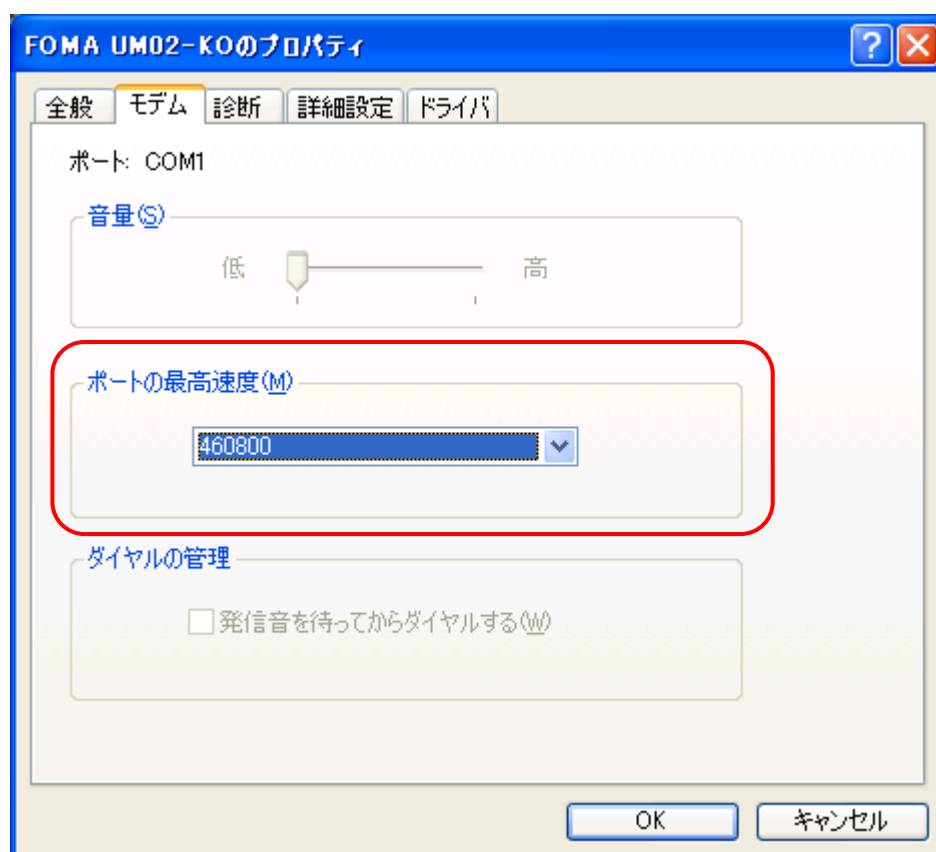 FOMA UM02-KOのプロパティ
全般 モデム 診断 詳細設定 ドライバ
ポート: COM1
音量(S)
低 高
ポートの最高速度(M)
460800
ダイヤルの管理
発信音を待ってからダイヤルする(W)
OK キャンセル